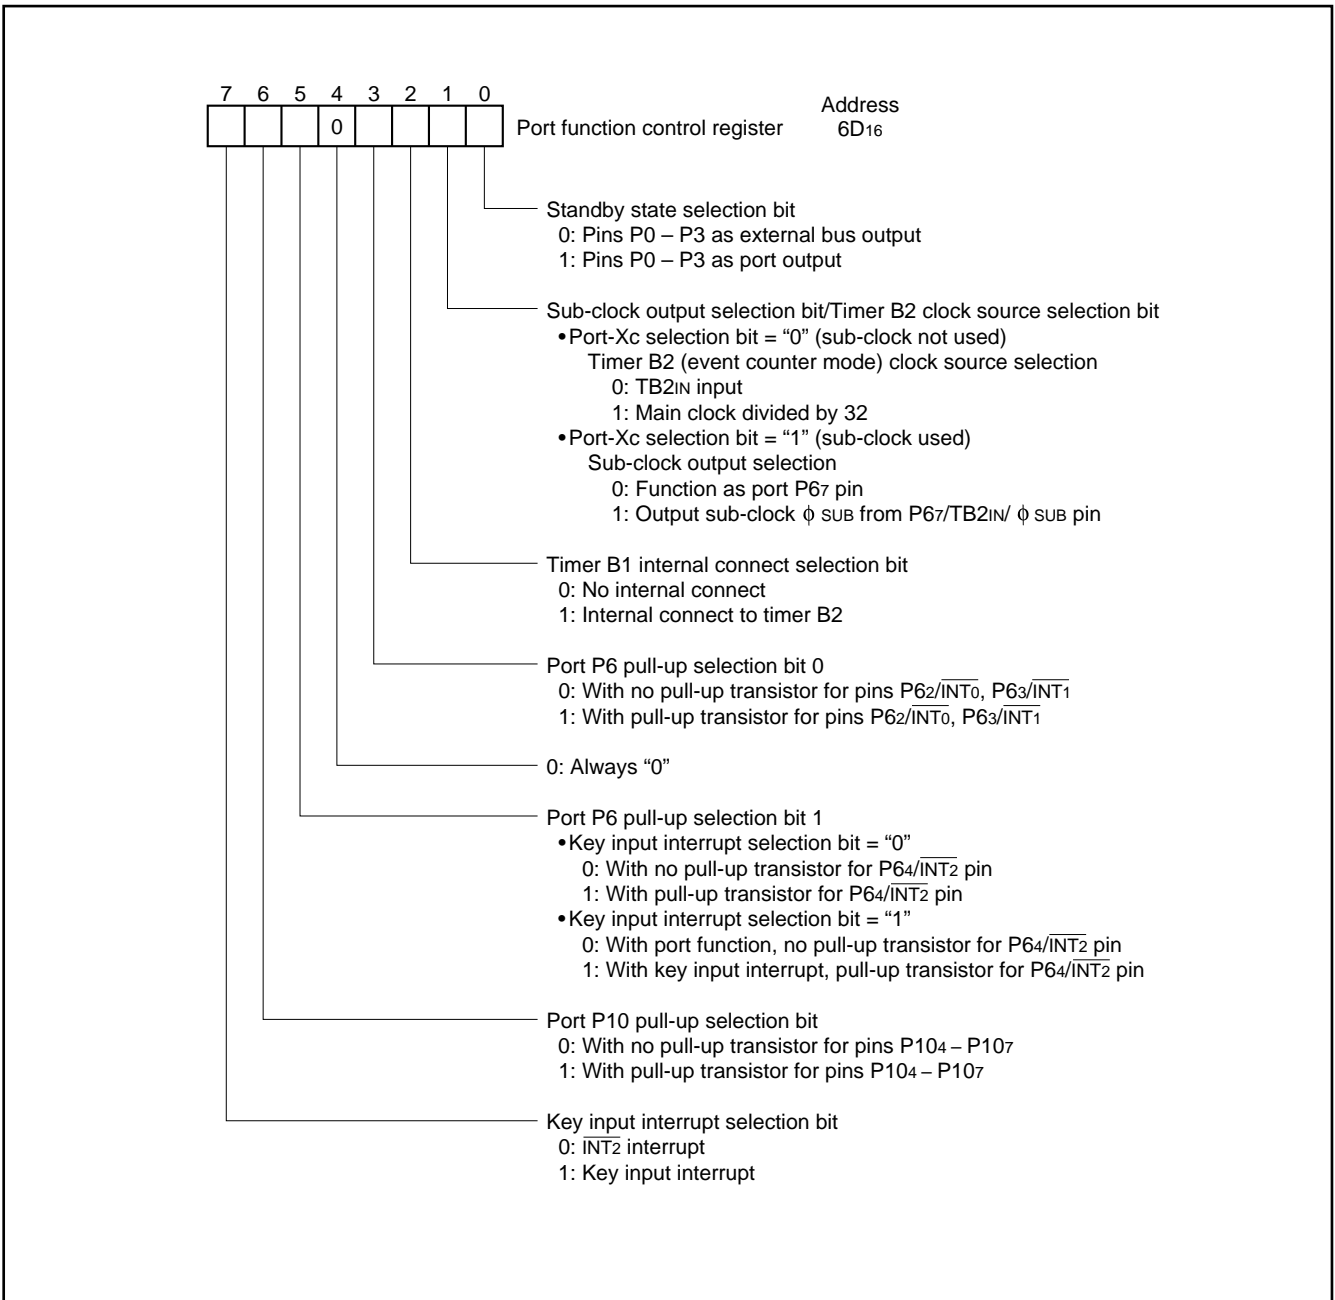 7 6 5 4 3 2 1 0
Address
0
Port function control register
6D16
Standby state selection bit
0: Pins P0 – P3 as external bus output
1: Pins P0 – P3 as port output
Sub-clock output selection bit/Timer B2 clock source selection bit
•Port-Xc selection bit = “0” (sub-clock not used)
Timer B2 (event counter mode) clock source selection
0: TB2IN input
1: Main clock divided by 32
•Port-Xc selection bit = “1” (sub-clock used)
Sub-clock output selection
0: Function as port P67 pin
1: Output sub-clock ϕ SUB from P67/TB2IN/ ϕ SUB pin
Timer B1 internal connect selection bit
0: No internal connect
1: Internal connect to timer B2
Port P6 pull-up selection bit 0
0: With no pull-up transistor for pins P62/INT0, P63/INT1
1: With pull-up transistor for pins P62/INT0, P63/INT1
0: Always “0”
Port P6 pull-up selection bit 1
•Key input interrupt selection bit = “0”
0: With no pull-up transistor for P64/INT2 pin
1: With pull-up transistor for P64/INT2 pin
•Key input interrupt selection bit = “1”
0: With port function, no pull-up transistor for P64/INT2 pin
1: With key input interrupt, pull-up transistor for P64/INT2 pin
Port P10 pull-up selection bit
0: With no pull-up transistor for pins P104 – P107
1: With pull-up transistor for pins P104 – P107
Key input interrupt selection bit
0: INT2 interrupt
1: Key input interrupt